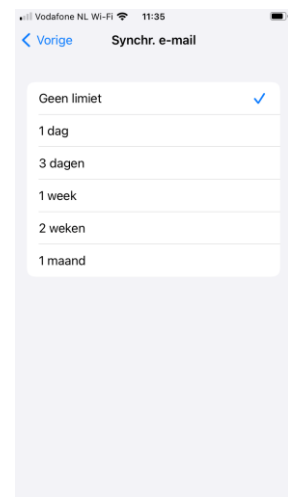 Vodafone NL Wi-Fi 11:35
Vorige Synchr. e-mail
Geen limiet
1 dag
3 dagen
1 week
2 weken
1 maand